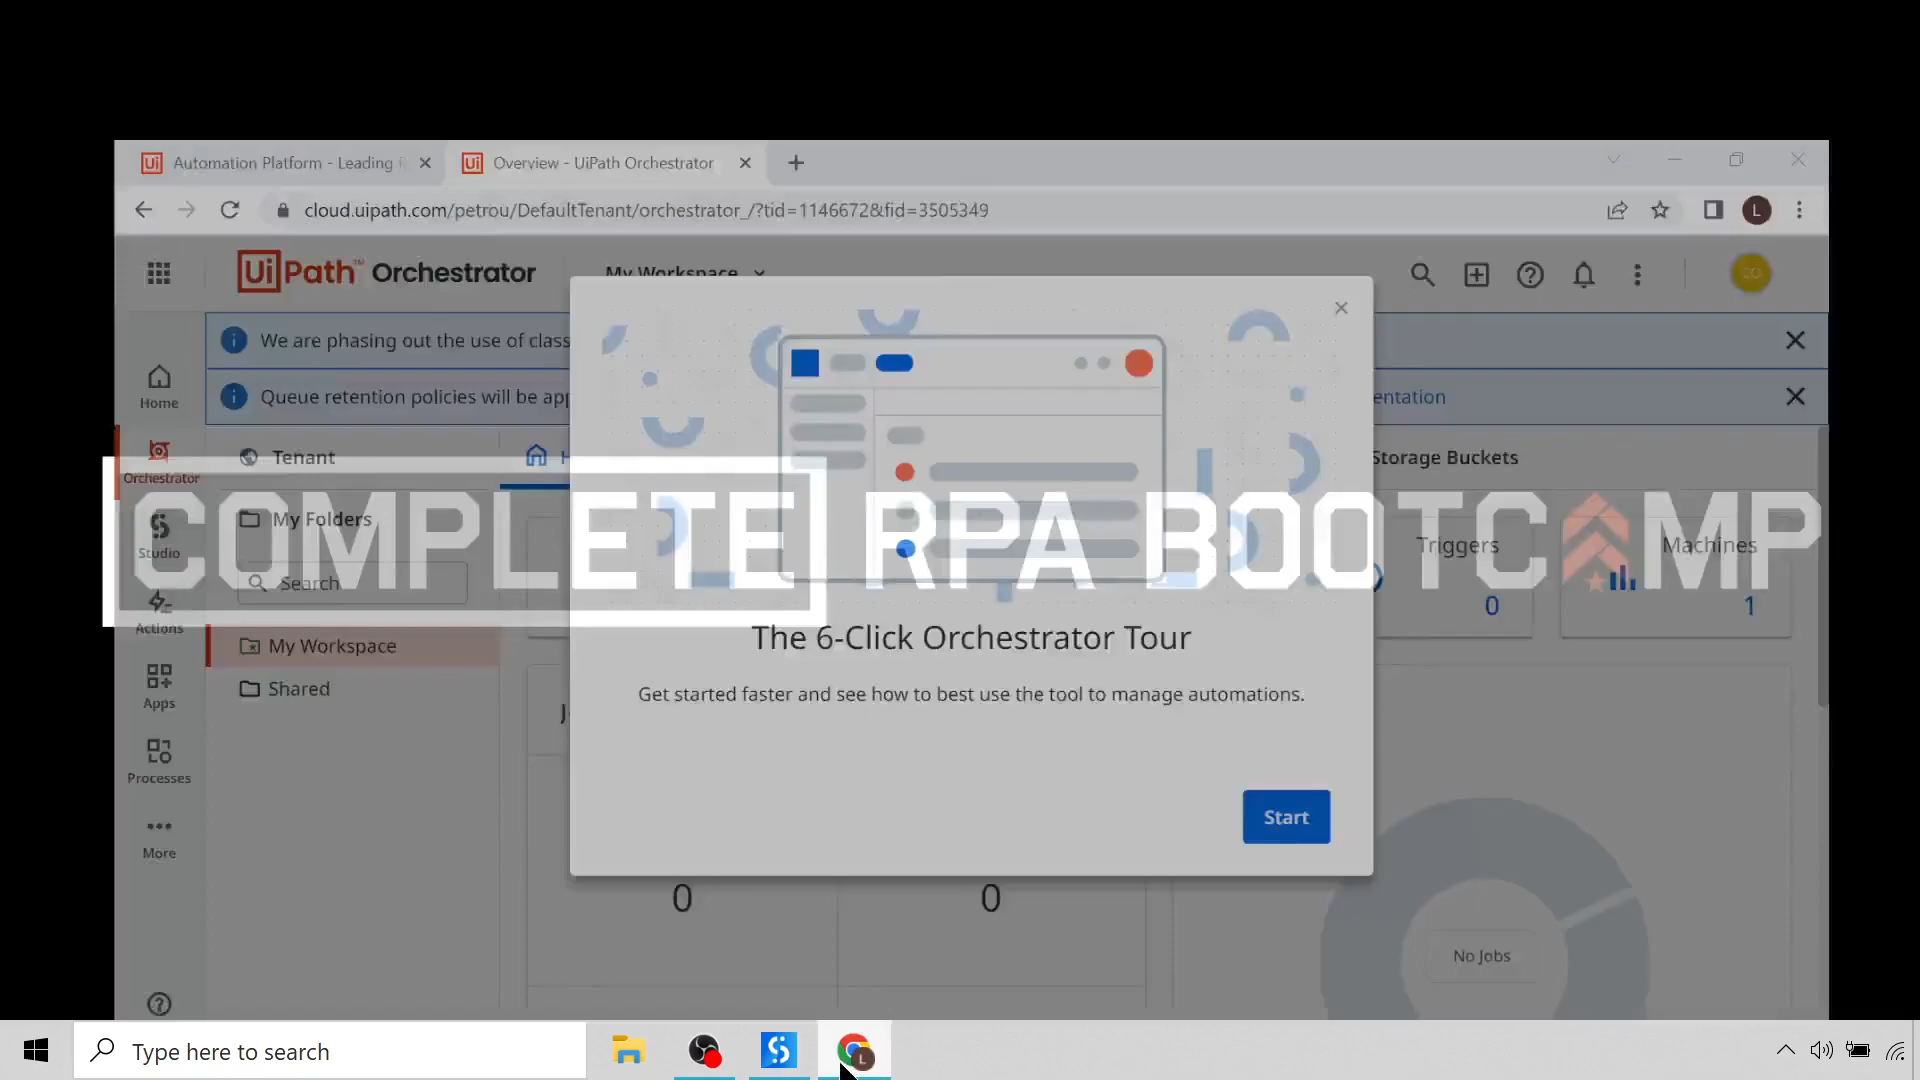 Automation Platform - Leading
Overview - UiPath Orchestrator
cloud.uipath.com/petrou/DefaultTenant/orchestrator_/?tid=1146672&fid=3505349
L
UiPath™ Orchestrator
My Workspace
We are phasing out the use of class
Queue retention policies will be app
entation
Home
Orchestrator
Studio
Actions
Apps
Processes
More
Tenant
H
Storage Buckets
My Folders
Search
My Workspace
Shared
COMPLETE RPA BOOTCAMP
Triggers
0
Machines
1
The 6-Click Orchestrator Tour
Get started faster and see how to best use the tool to manage automations.
Start
J
0
0
No Jobs
Type here to search
L